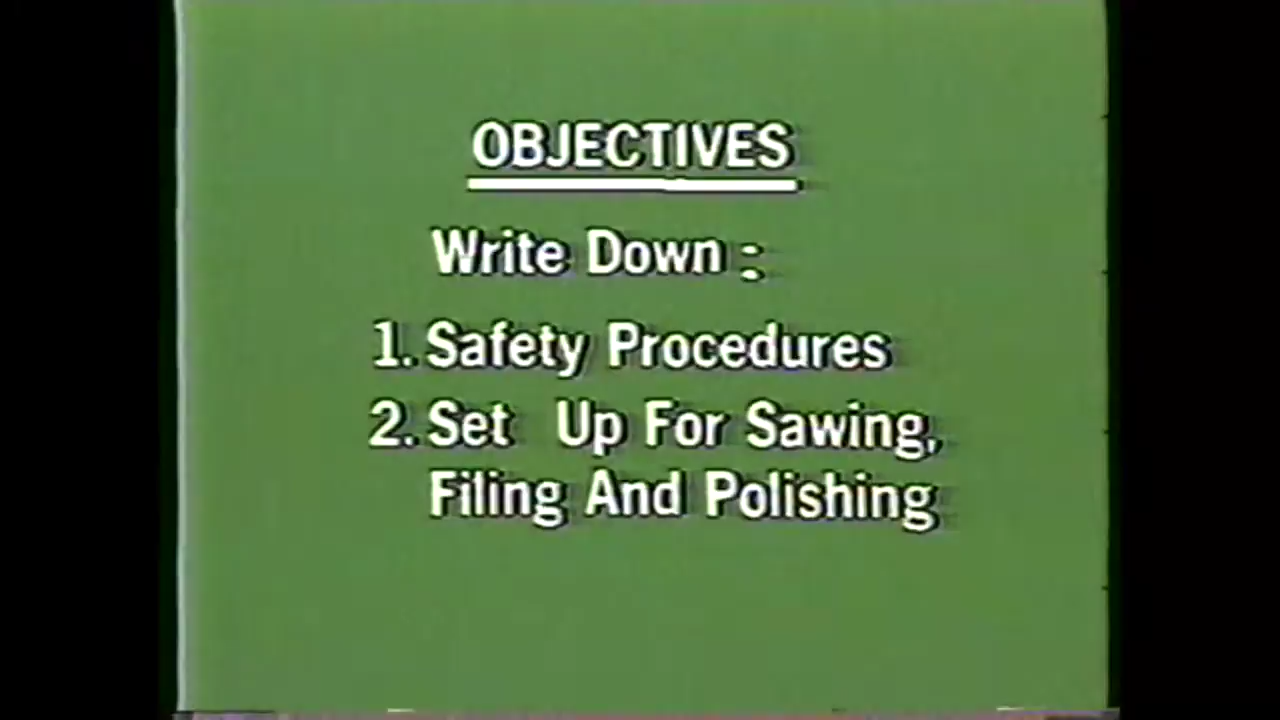 OBJECTIVES
Write Down :
1. Safety Procedures
2. Set Up For Sawing,
Filing And Polishing